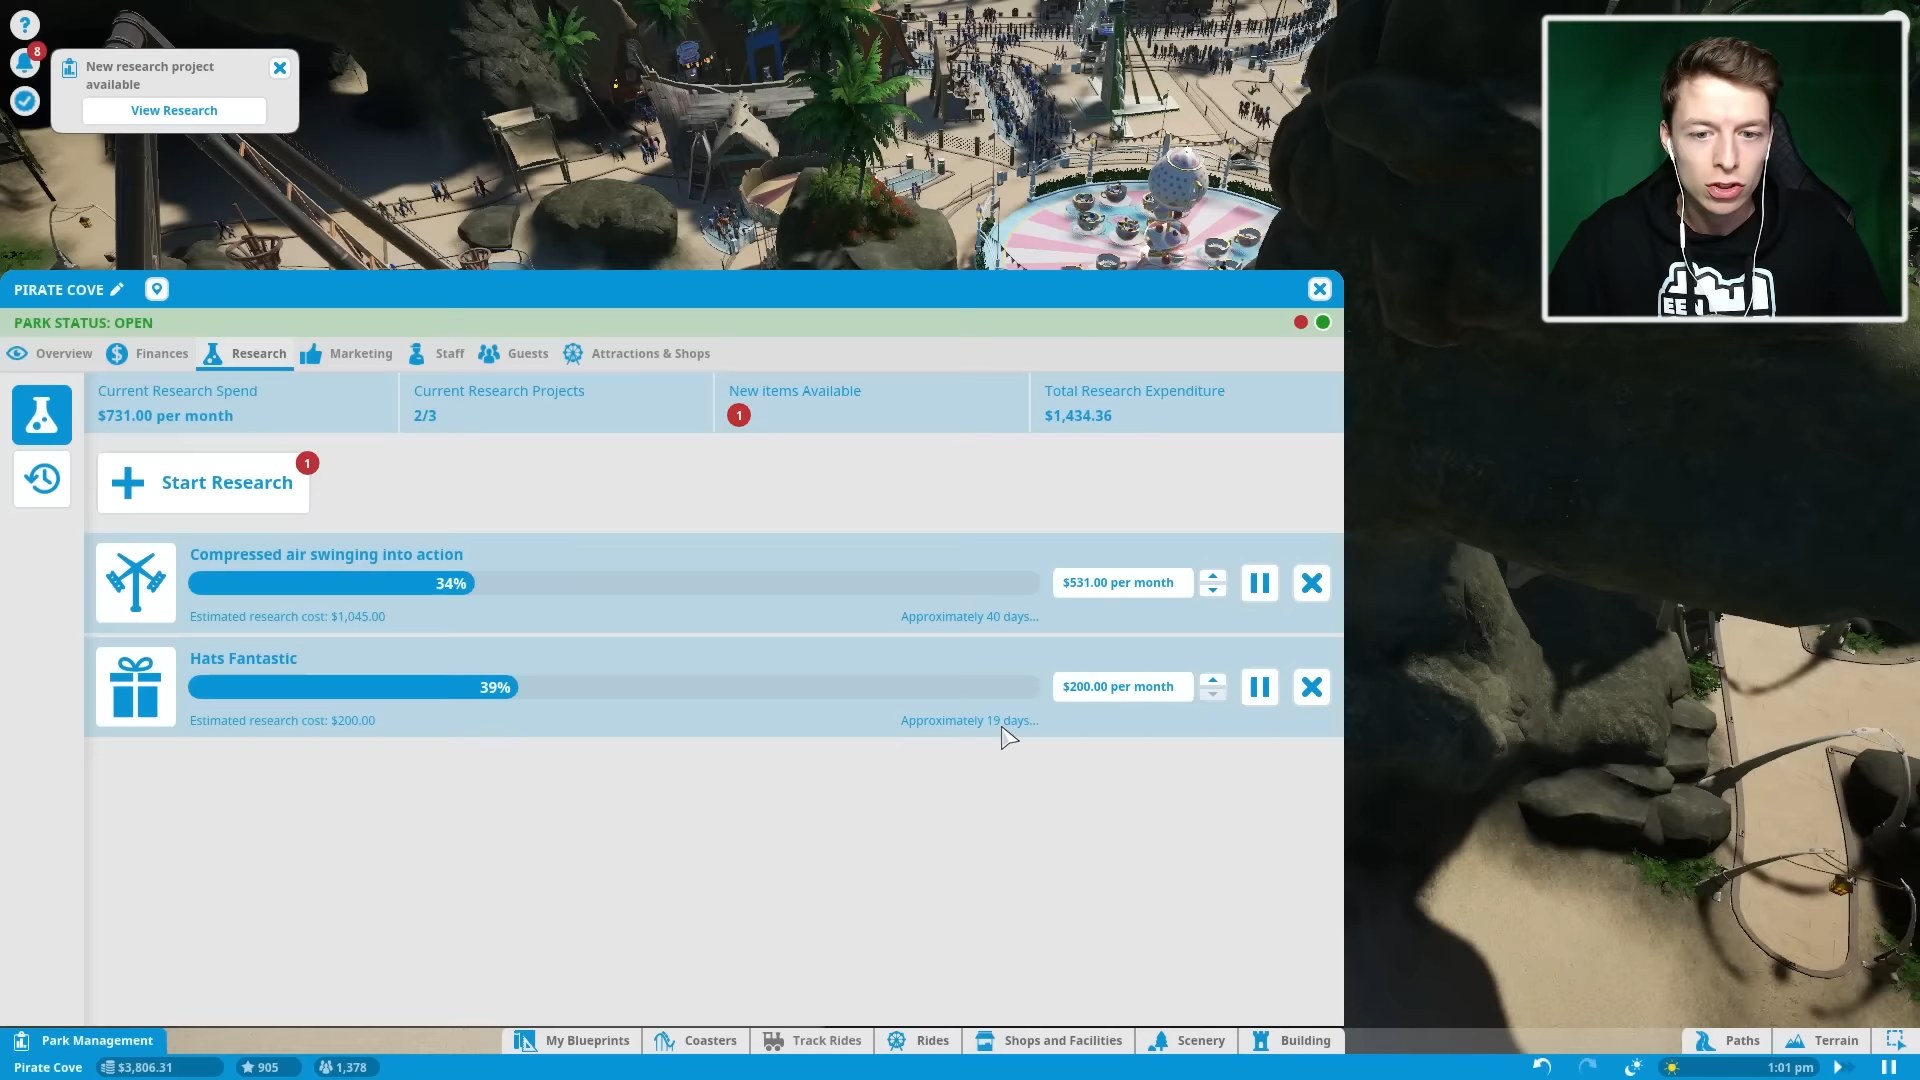 ?
8
New research project
available
View Research
PIRATE COVE
PARK STATUS: OPEN
Overview
Finances
Research
Marketing
Staff
Guests
Attractions & Shops
Current Research Spend
$731.00 per month
Current Research Projects
2/3
New items Available
1
Total Research Expenditure
$1,434.36
Start Research
1
Compressed air swinging into action
34%
$531.00 per month
Estimated research cost: $1,045.00
Approximately 40 days...
Hats Fantastic
39%
$200.00 per month
Estimated research cost: $200.00
Approximately 19 days...
Park Management
My Blueprints
Coasters
Track Rides
Rides
Shops and Facilities
Scenery
Building
Paths
Terrain
Pirate Cove
$3,806.31
905
1,378
1:01 pm